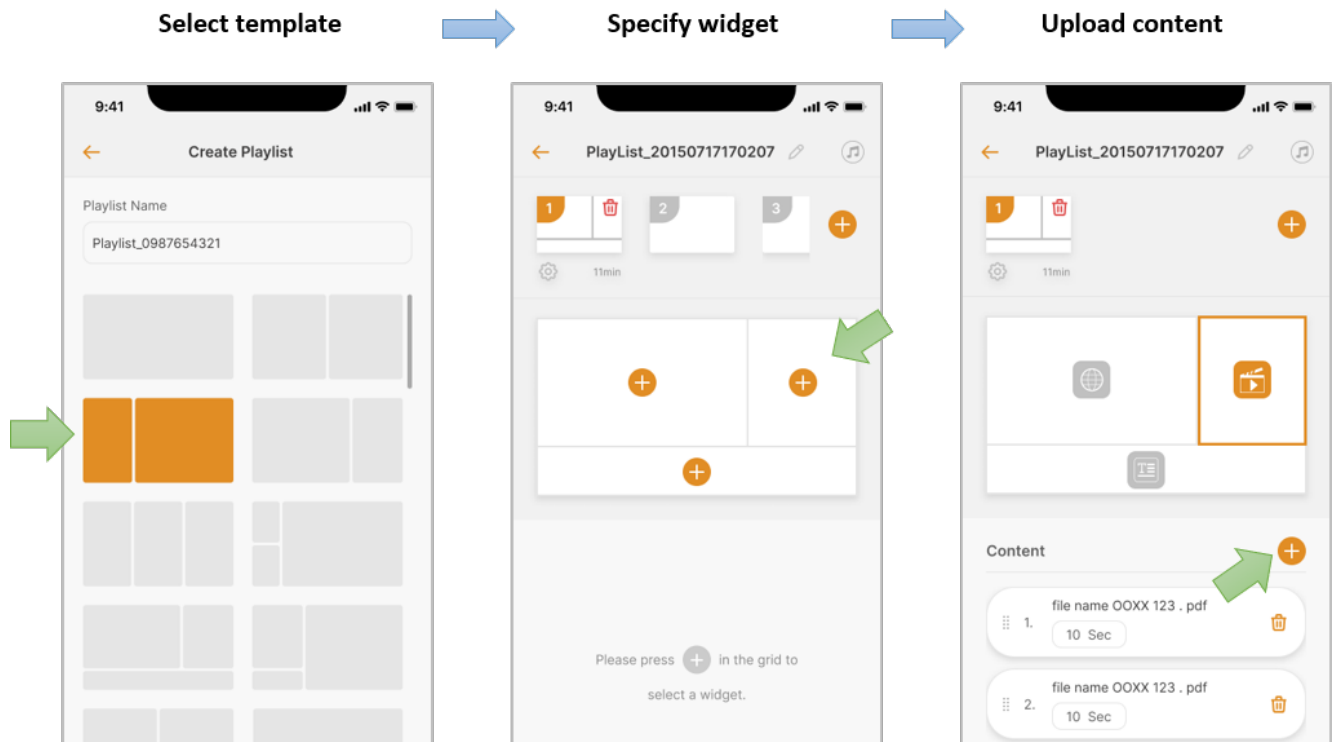 Select template
Specify widget
Upload content
9:41
Create Playlist
Playlist Name
Playlist_0987654321
9:41
PlayList_20150717170207
1
2
3
11min
Please press + in the grid to
select a widget.
9:41
PlayList_20150717170207
1
11min
T
Content
1.
file name OOXX 123 . pdf
10 Sec
2.
file name OOXX 123 . pdf
10 Sec